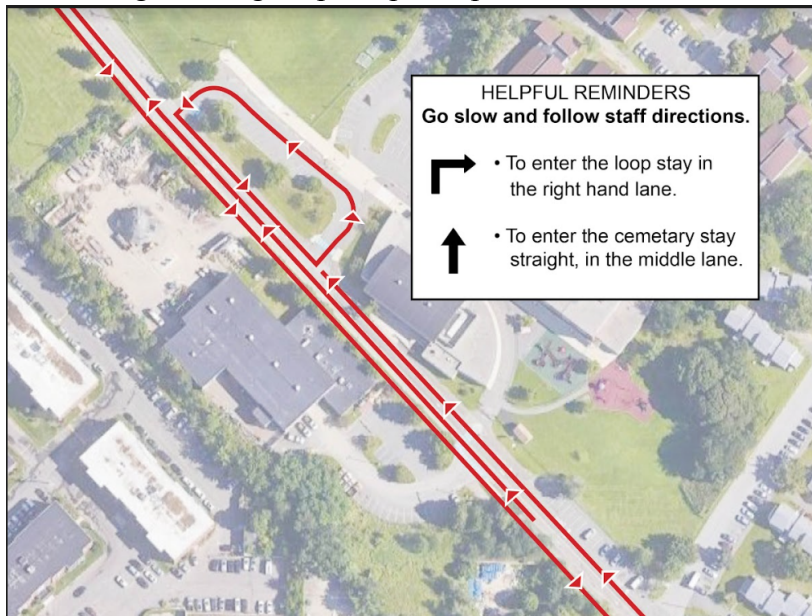 HELPFUL REMINDERS
Go slow and follow staff directions.
• To enter the loop stay in
the right hand lane.
• To enter the cemetary stay
straight, in the middle lane.